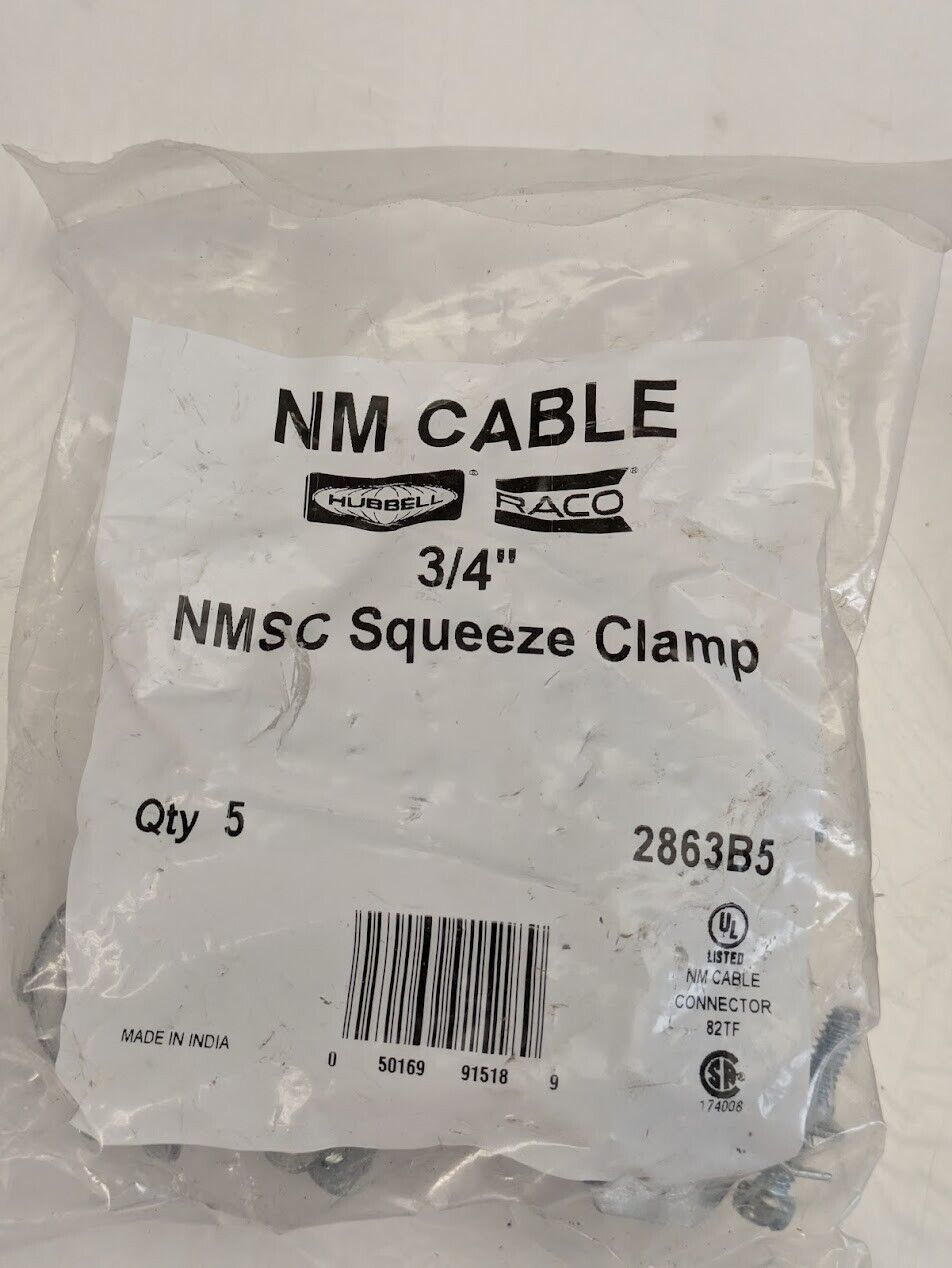 NM CABLE
HUBBELL ® RACO ®
3/4"
NMSC Squeeze Clamp
Qty 5
2863B5
UL
LISTED
NM CABLE
CONNECTOR
82TF
MADE IN INDIA
0 50169 91518 9
SA ®
174008